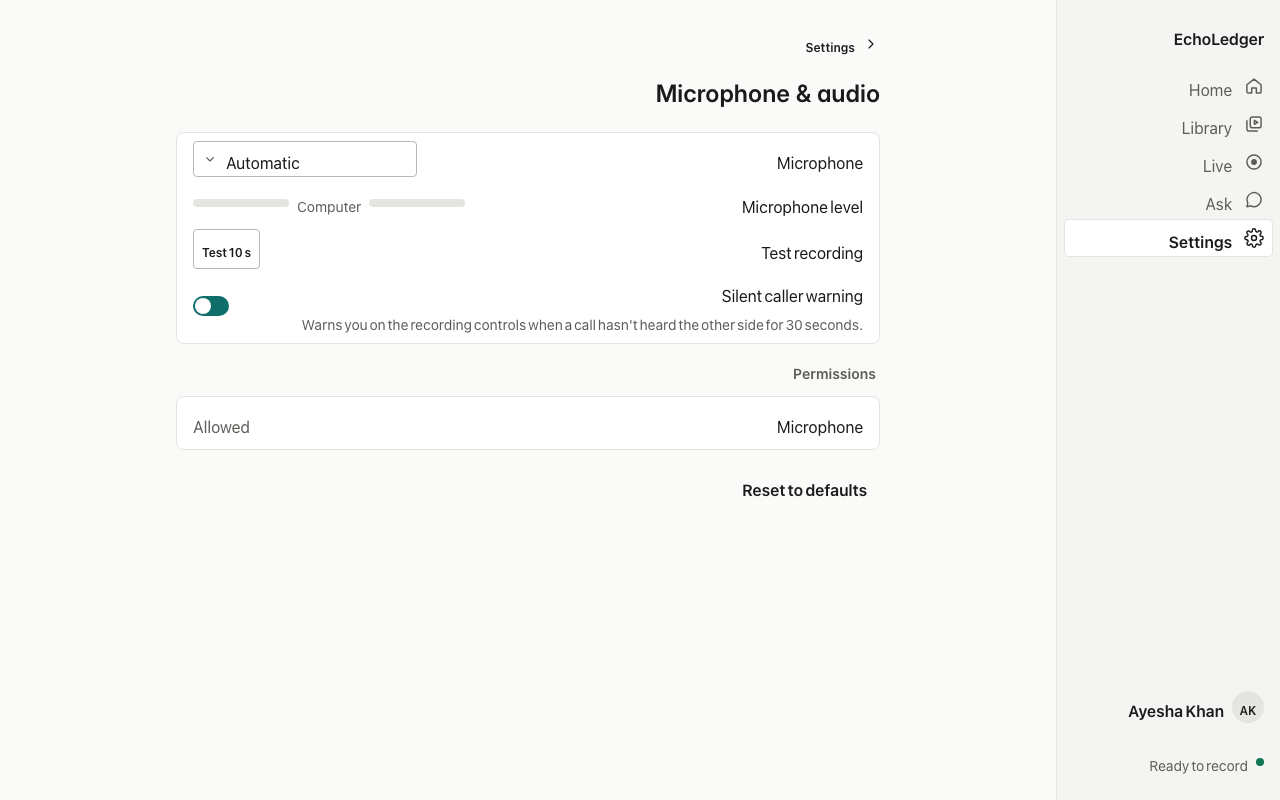 EchoLedger
Home
Library
Live
Ask
Settings
Ayesha Khan
AK
Ready to record
Settings
Microphone & audio
Microphone
Automatic
Microphone level
Computer
Test recording
Test 10 s
Silent caller warning
Warns you on the recording controls when a call hasn't heard the other side for 30 seconds.
Permissions
Microphone
Allowed
Reset to defaults